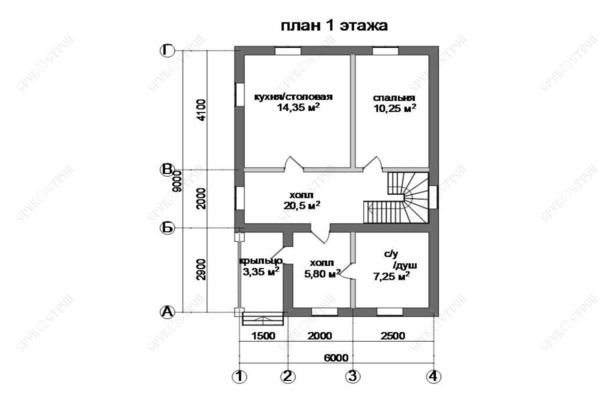 план 1 этажа
Г
кухня/столовая
14,35 м²
спальня
10,25 м²
4100
В
9000
холл
20,5 м²
2000
Б
крыльцо
3,35 м²
холл
5,80 м²
с/у
/душ
7,25 м²
2900
А
1500 2000 2500
6000
1 2 3 4